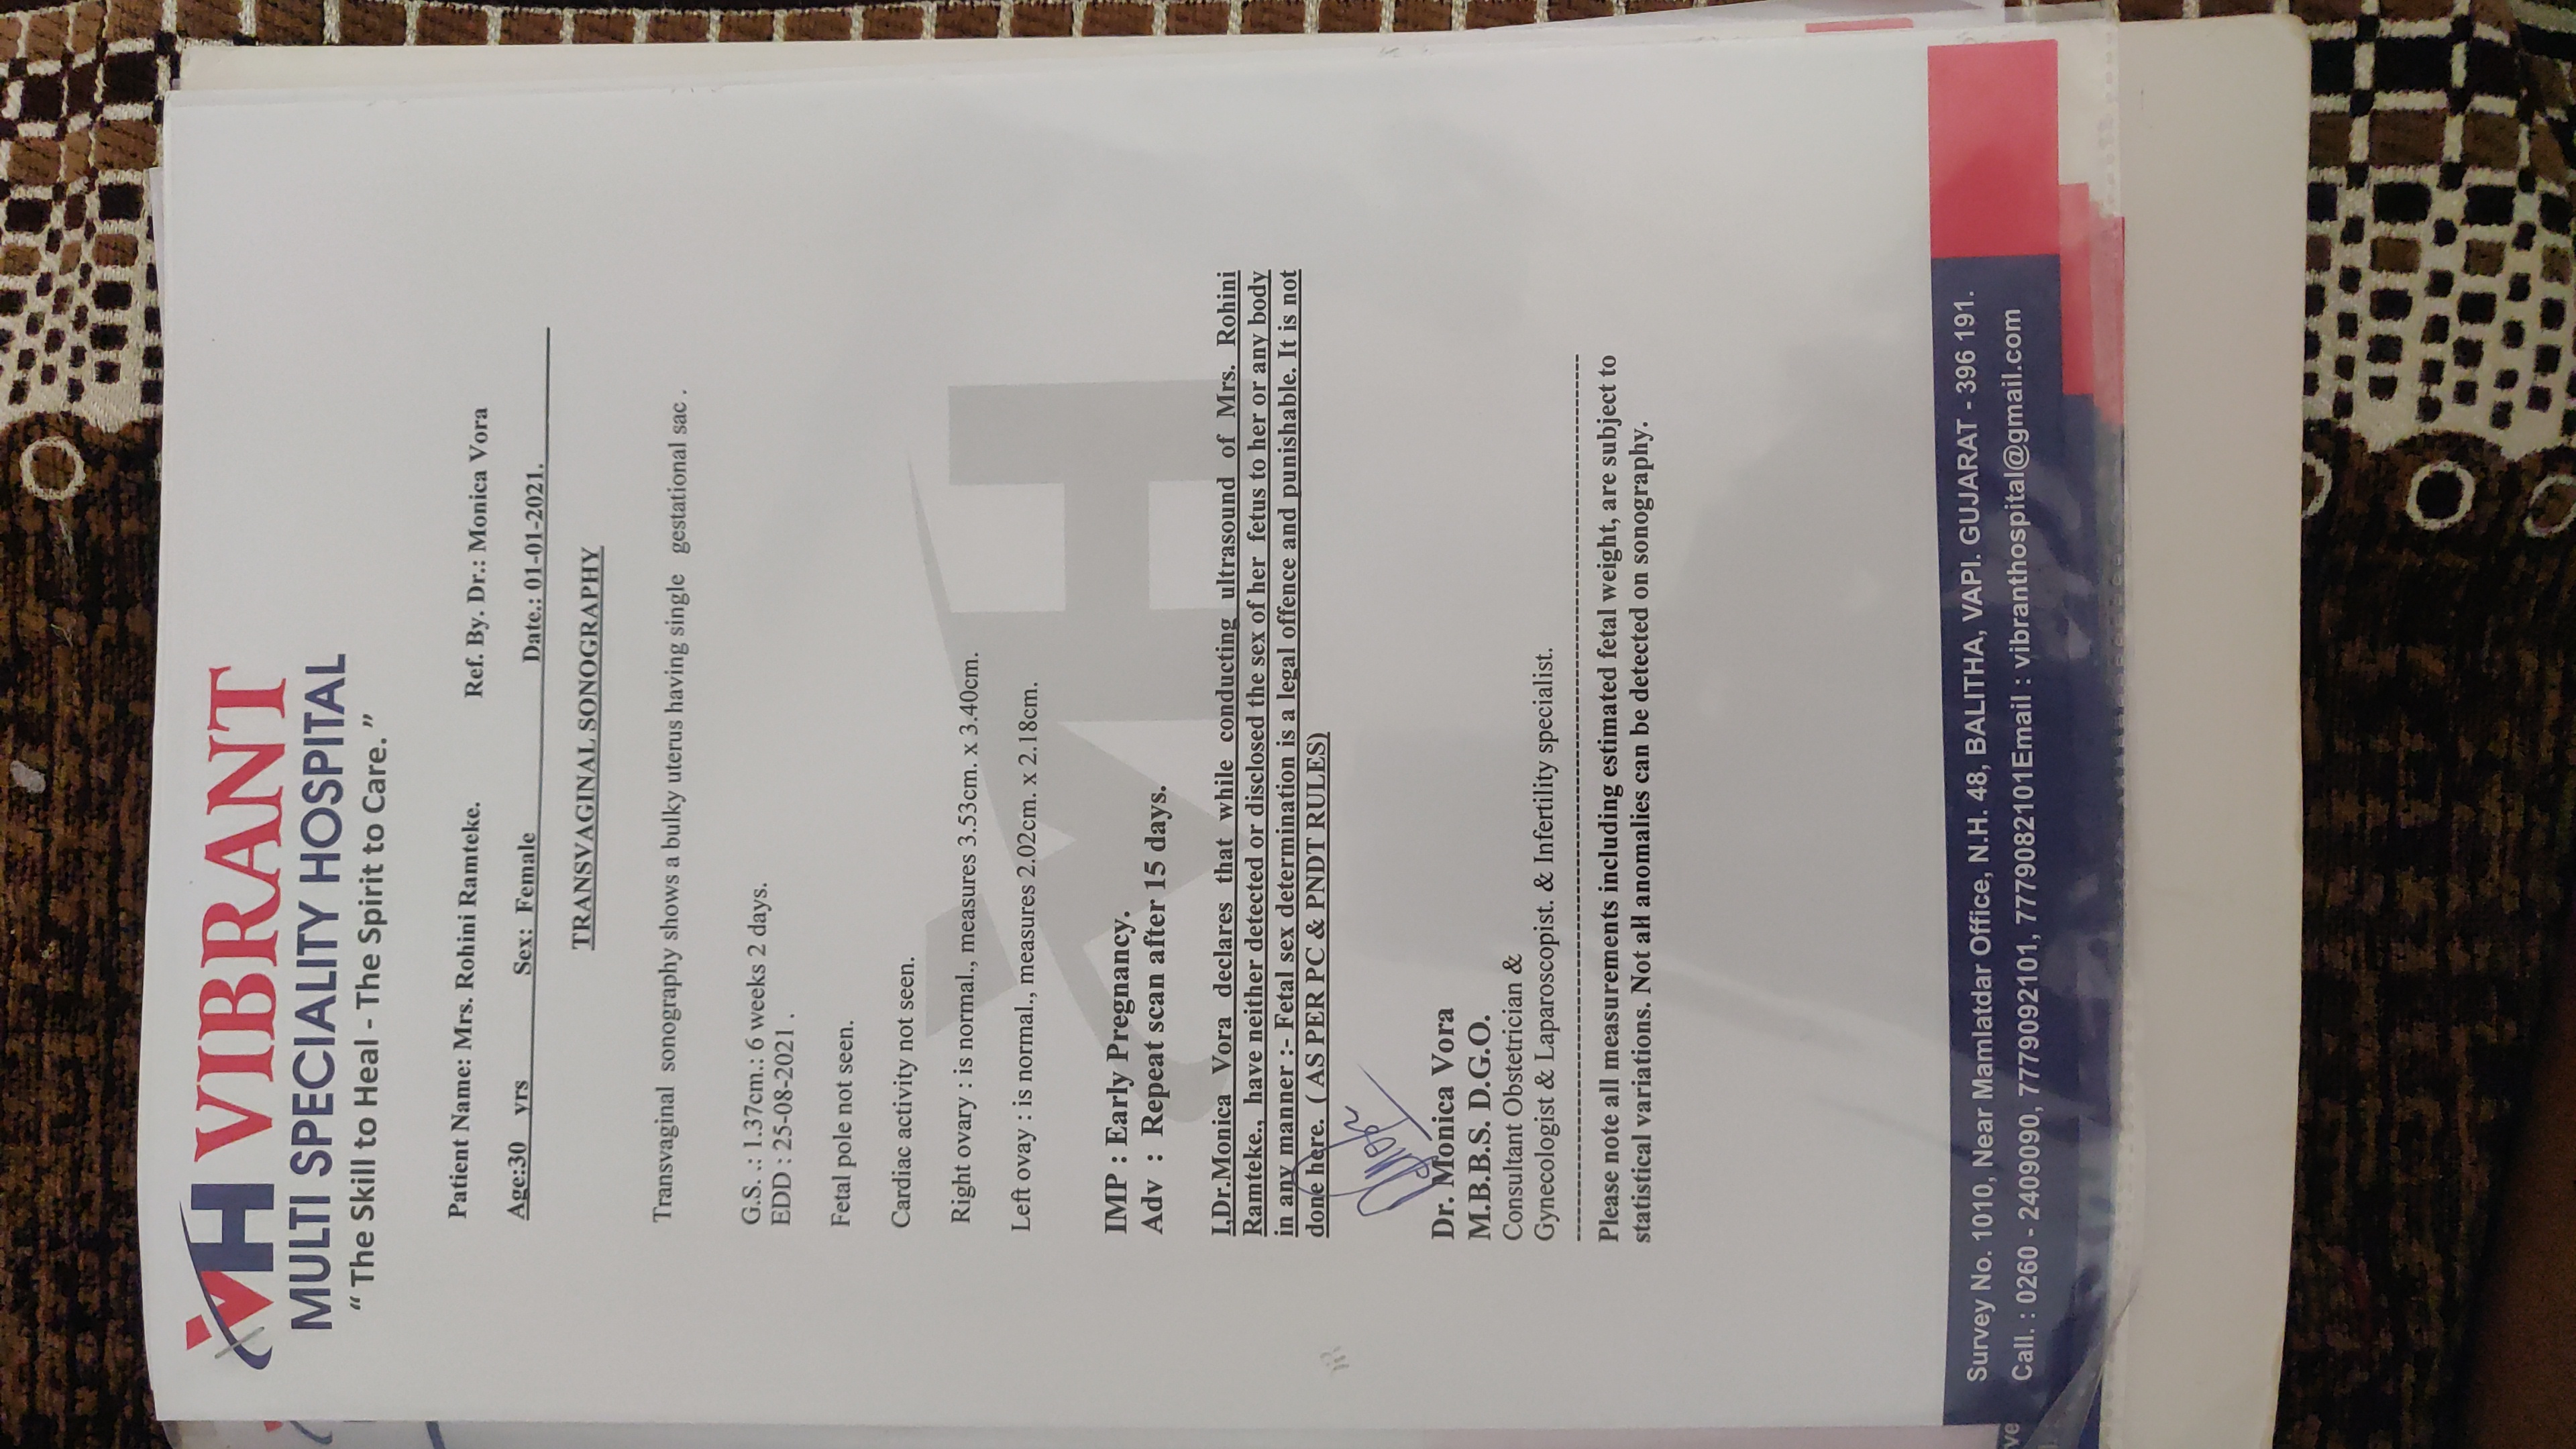 VH VIBRANT
MULTI SPECIALITY HOSPITAL
“ The Skill to Heal - The Spirit to Care. ”
Patient Name: Mrs. Rohini Ramteke. Ref. By. Dr.: Monica Vora
Age:30 yrs Sex: Female Date.: 01-01-2021.
TRANSVAGINAL SONOGRAPHY
Transvaginal sonography shows a bulky uterus having single gestational sac .
G.S. .: 1.37cm.: 6 weeks 2 days.
EDD : 25-08-2021 .
Fetal pole not seen.
Cardiac activity not seen.
Right ovary : is normal., measures 3.53cm. x 3.40cm.
Left ovay : is normal., measures 2.02cm. x 2.18cm.
IMP : Early Pregnancy.
Adv : Repeat scan after 15 days.
I,Dr.Monica Vora declares that while conducting ultrasound of Mrs. Rohini
Ramteke., have neither detected or disclosed the sex of her fetus to her or any body
in any manner :- Fetal sex determination is a legal offence and punishable. It is not
done here. ( AS PER PC & PNDT RULES)
Dr. Monica Vora
M.B.B.S. D.G.O.
Consultant Obstetrician &
Gynecologist & Laparoscopist. & Infertility specialist.
Please note all measurements including estimated fetal weight, are subject to
statistical variations. Not all anomalies can be detected on sonography.
Survey No. 1010, Near Mamlatdar Office, N.H. 48, BALITHA, VAPI. GUJARAT - 396 191.
Call. : 0260 - 2409090, 7779092101, 7779082101Email : vibranthospital@gmail.com